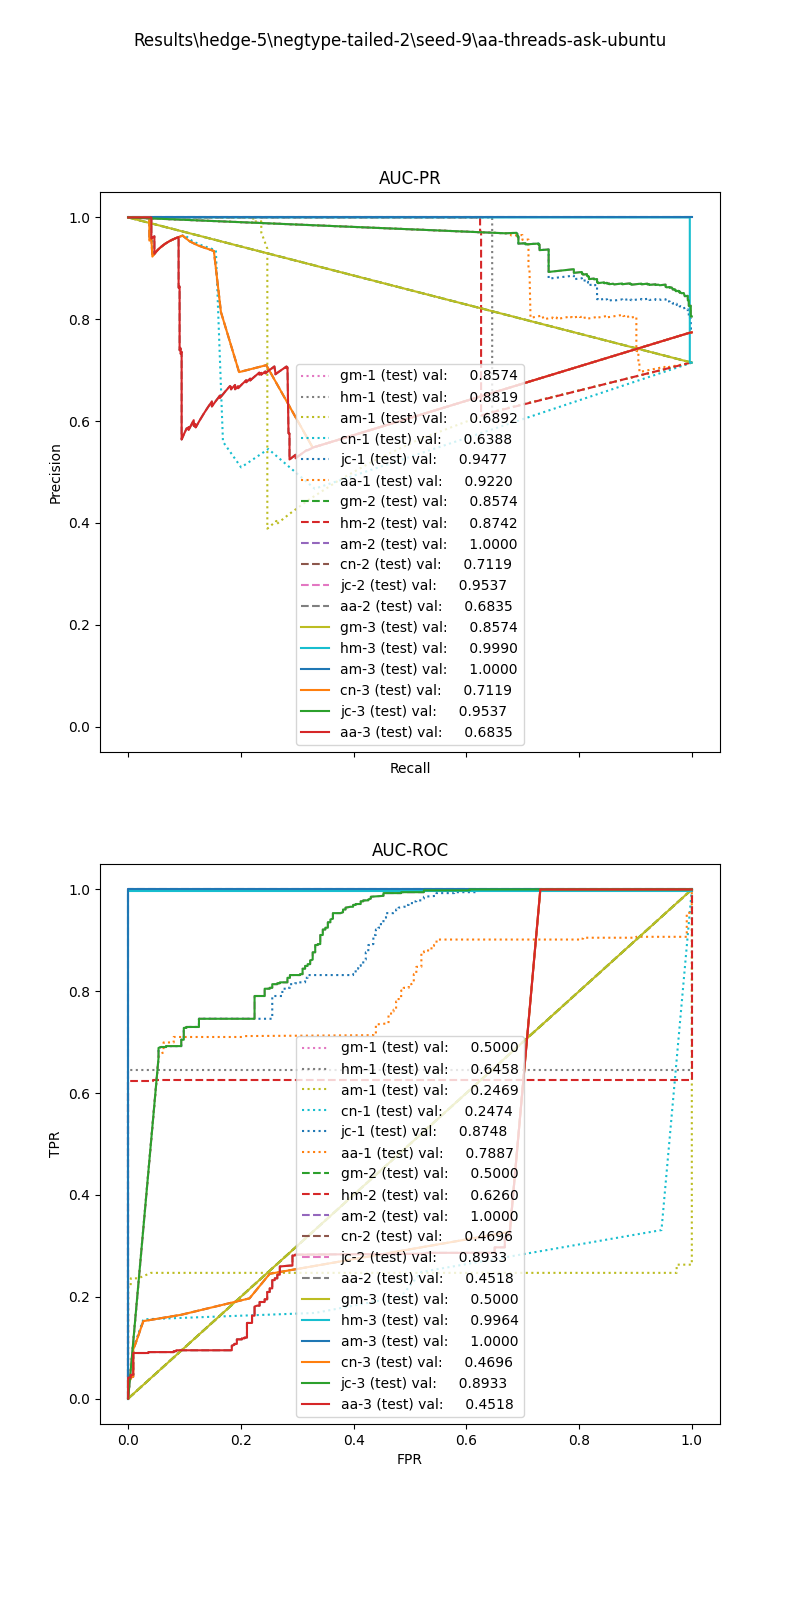 Results\hedge-5\negtype-tailed-2\seed-9\aa-threads-ask-ubuntu
AUC-PR
1.0
0.8
0.6
0.4
0.2
0.0
Precision
gm-1 (test) val: 0.8574
hm-1 (test) val: 0.8819
am-1 (test) val: 0.6892
cn-1 (test) val: 0.6388
jc-1 (test) val: 0.9477
aa-1 (test) val: 0.9220
gm-2 (test) val: 0.8574
hm-2 (test) val: 0.8742
am-2 (test) val: 1.0000
cn-2 (test) val: 0.7119
jc-2 (test) val: 0.9537
aa-2 (test) val: 0.6835
gm-3 (test) val: 0.8574
hm-3 (test) val: 0.9990
am-3 (test) val: 1.0000
cn-3 (test) val: 0.7119
jc-3 (test) val: 0.9537
aa-3 (test) val: 0.6835
Recall
AUC-ROC
1.0
0.8
0.6
0.4
0.2
0.0
TPR
gm-1 (test) val: 0.5000
hm-1 (test) val: 0.6458
am-1 (test) val: 0.2469
cn-1 (test) val: 0.2474
jc-1 (test) val: 0.8748
aa-1 (test) val: 0.7887
gm-2 (test) val: 0.5000
hm-2 (test) val: 0.6260
am-2 (test) val: 1.0000
cn-2 (test) val: 0.4696
jc-2 (test) val: 0.8933
aa-2 (test) val: 0.4518
gm-3 (test) val: 0.5000
hm-3 (test) val: 0.9964
am-3 (test) val: 1.0000
cn-3 (test) val: 0.4696
jc-3 (test) val: 0.8933
aa-3 (test) val: 0.4518
0.0 0.2 0.4 0.6 0.8 1.0
FPR